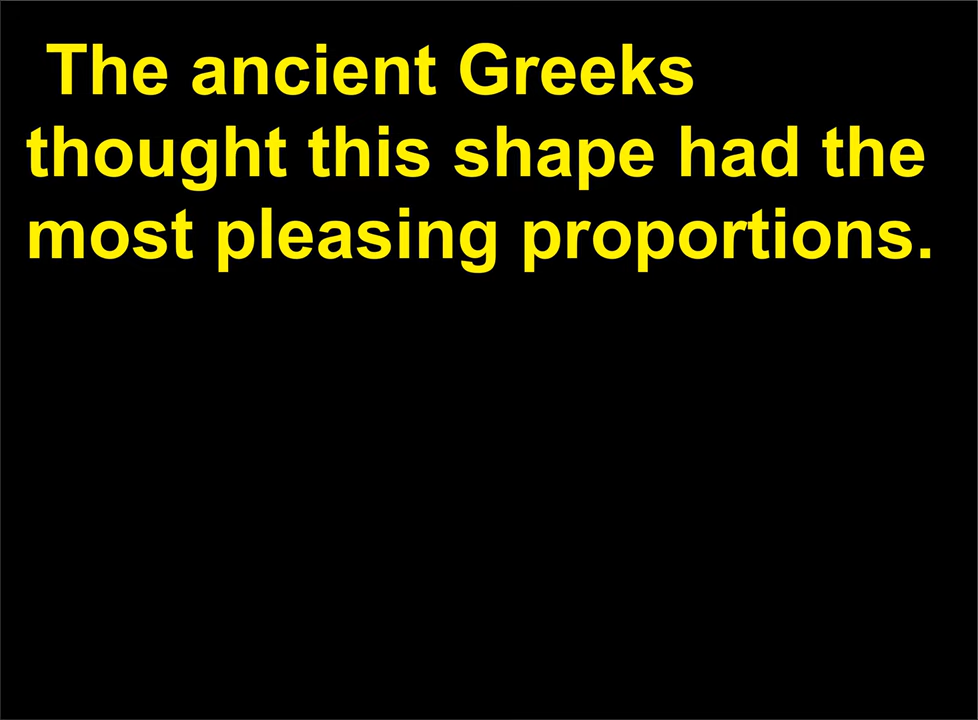 The ancient Greeks
thought this shape had the
most pleasing proportions.